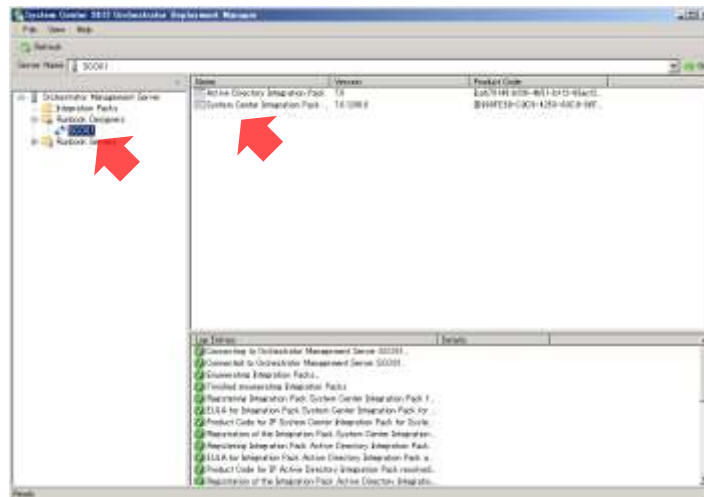 System Center 2012 Orchestrator Deployment Manager
File View Help
Refresh
Server Name: SCO01
Orchestrator Management Server
Integration Packs
Runbook Designers
SCO01
Runbook Servers
Name Version Product Code
Active Directory Integration Pack 7.0
System Center Integration Pack ...
Log Entries Details
Connecting to Orchestrator Management Server SCO01.
Connected to Orchestrator Management Server SCO01.
Enumerating Integration Packs.
Finished enumerating Integration Packs
Registering Integration Pack System Center Integration Pack f..
EULA for Integration Pack System Center Integration Pack for ..
Product Code for IP System Center Integration Pack for Syste..
Registration of the Integration Pack System Center Integration..
Registering Integration Pack Active Directory Integration Pack..
EULA for Integration Pack Active Directory Integration Pack a..
Product Code for IP Active Directory Integration Pack resolved..
Registration of the Integration Pack Active Directory Integratio..
Ready